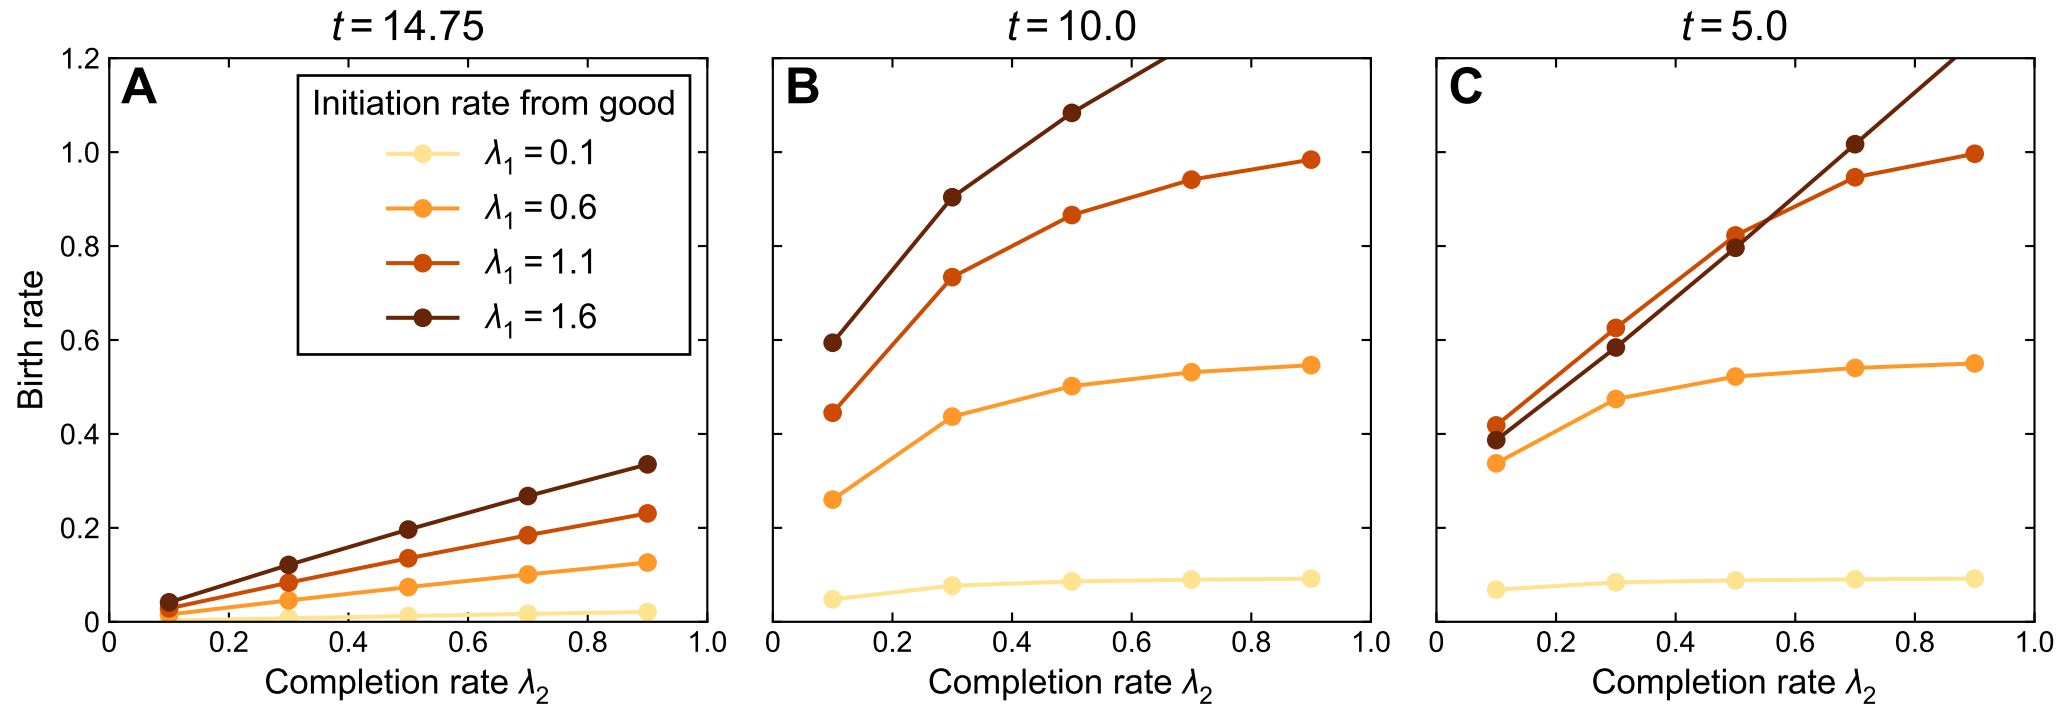 t = 14.75
t = 10.0
t = 5.0
A
B
C
Initiation rate from good
λ1 = 0.1
λ1 = 0.6
λ1 = 1.1
λ1 = 1.6
Birth rate
1.2
1.0
0.8
0.6
0.4
0.2
0
0 0.2 0.4 0.6 0.8 1.0
0 0.2 0.4 0.6 0.8 1.0
0 0.2 0.4 0.6 0.8 1.0
Completion rate λ2
Completion rate λ2
Completion rate λ2